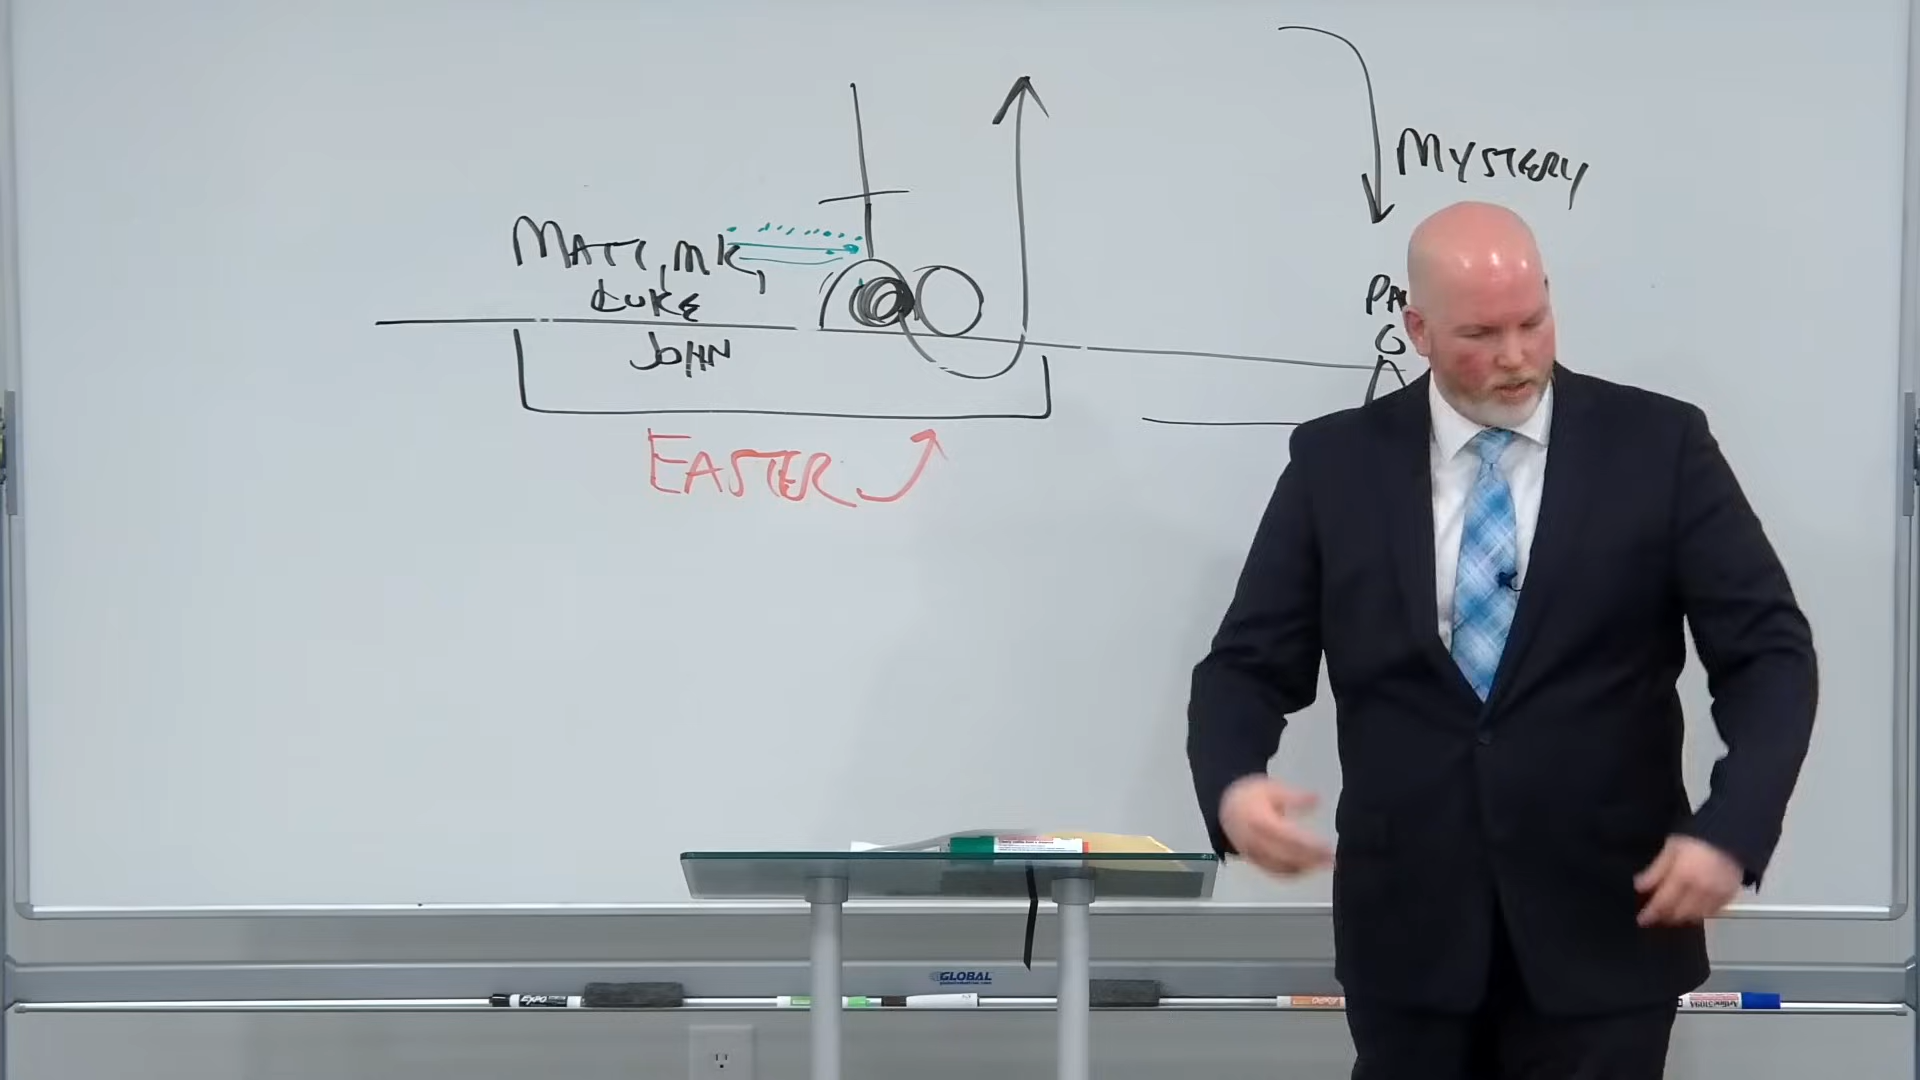 MYSTERY
MATT, MK,
LUKE
JOHN
EASTER
GLOBAL
EXPO